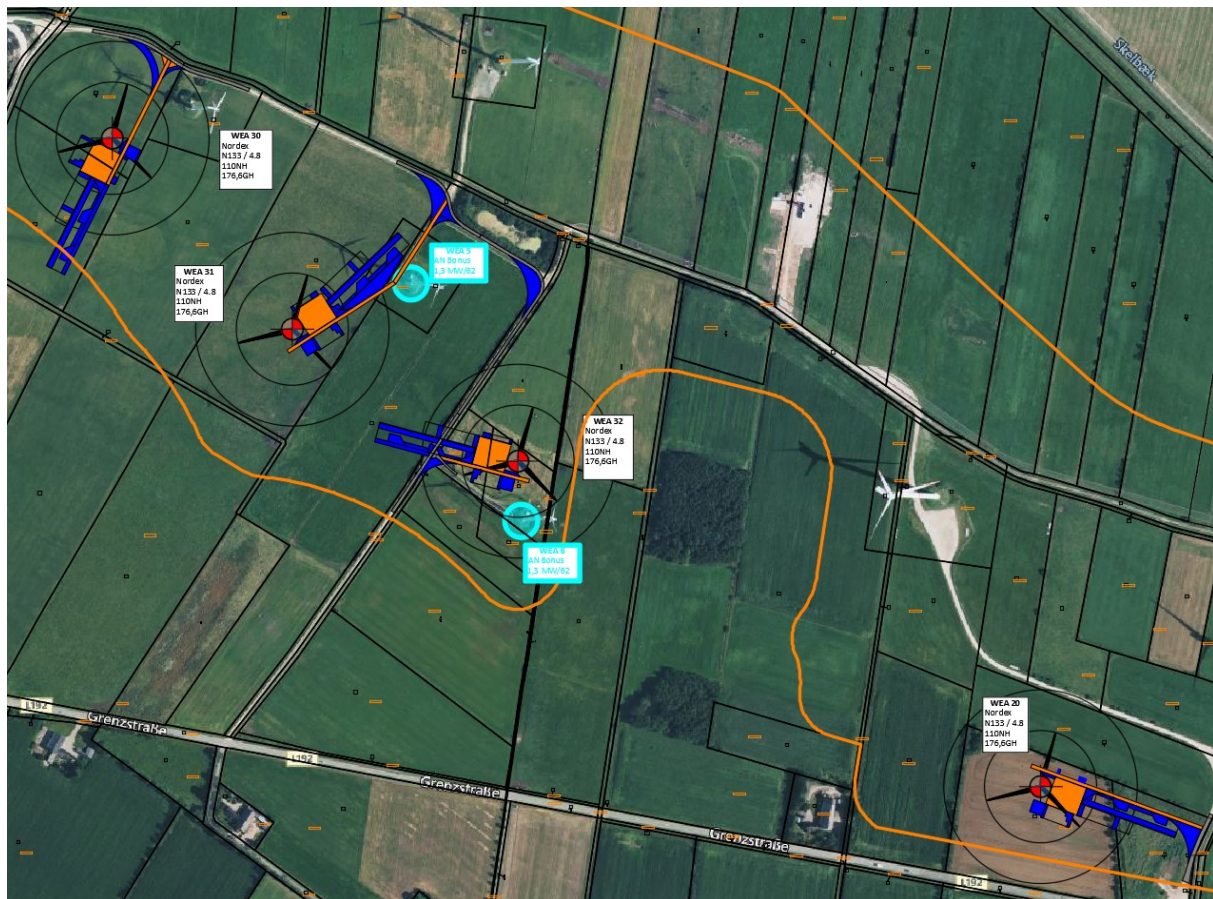 Skelbæk
WEA 30
Nordex
N133 / 4.8
110NH
176,6GH
WEA 5
AN Bonus
1,3 MW/62
WEA 31
Nordex
N133 / 4.8
110NH
176,6GH
WEA 32
Nordex
N133 / 4.8
110NH
176,6GH
WEA 6
AN Bonus
1,3 MW/62
L192
Grenzstraße
L192
Grenzstraße
WEA 20
Nordex
N133 / 4.8
110NH
176,6GH
Grenzstraße
L192